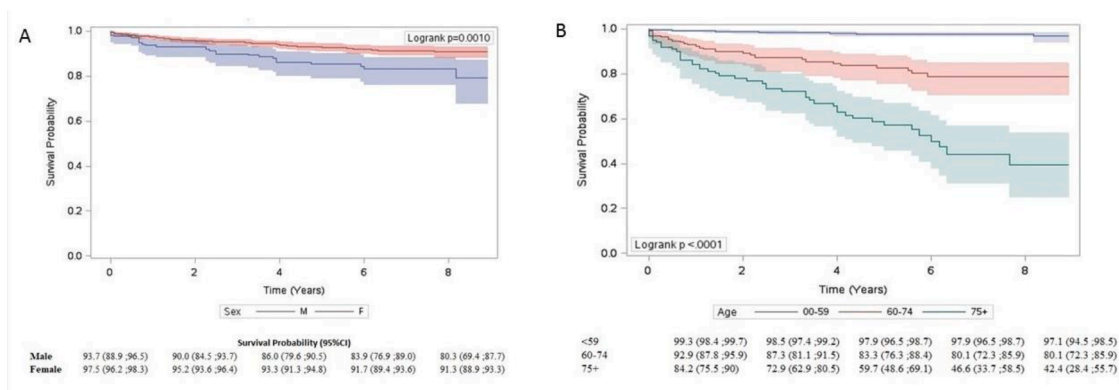 A
1.0
0.8
0.6
0.4
0.2
0.0
Survival Probability
Logrank p=0.0010
0 2 4 6 8
Time (Years)
Sex M F
Survival Probability (95%CI)
Male 93.7 (88.9 ;96.5) 90.0 (84.5 ;93.7) 86.0 (79.6 ;90.5) 83.9 (76.9 ;89.0) 80.3 (69.4 ;87.7)
Female 97.5 (96.2 ;98.3) 95.2 (93.6 ;96.4) 93.3 (91.3 ;94.8) 91.7 (89.4 ;93.6) 91.3 (88.9 ;93.3)
B
1.0
0.8
0.6
0.4
0.2
0.0
Survival Probability
Logrank p <.0001
0 2 4 6 8
Time (Years)
Age 00-59 60-74 75+
<59 99.3 (98.4 ;99.7) 98.5 (97.4 ;99.2) 97.9 (96.5 ;98.7) 97.9 (96.5 ;98.7) 97.1 (94.5 ;98.5)
60-74 92.9 (87.8 ;95.9) 87.3 (81.1 ;91.5) 83.3 (76.3 ;88.4) 80.1 (72.3 ;85.9) 80.1 (72.3 ;85.9)
75+ 84.2 (75.5 ;90) 72.9 (62.9 ;80.5) 59.7 (48.6 ;69.1) 46.6 (33.7 ;58.5) 42.4 (28.4 ;55.7)